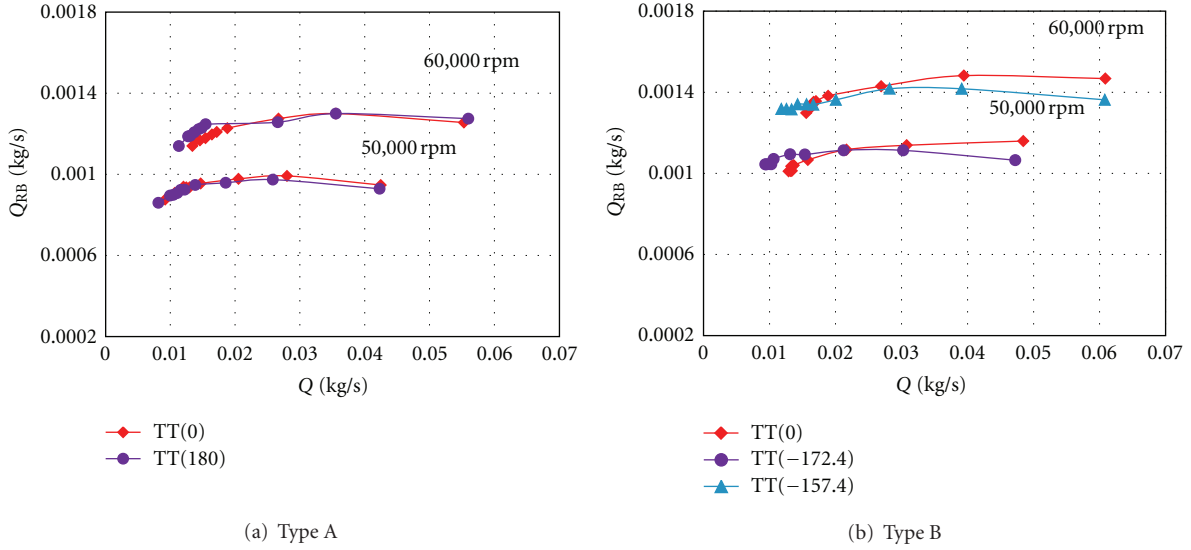 0.0018
0.0014
0.001
0.0006
0.0002
Q_RB (kg/s)
60,000 rpm
50,000 rpm
0 0.01 0.02 0.03 0.04 0.05 0.06 0.07
Q (kg/s)
TT(0)
TT(180)
(a) Type A
0.0018
0.0014
0.001
0.0006
0.0002
Q_RB (kg/s)
60,000 rpm
50,000 rpm
0 0.01 0.02 0.03 0.04 0.05 0.06 0.07
Q (kg/s)
TT(0)
TT(−172.4)
TT(−157.4)
(b) Type B